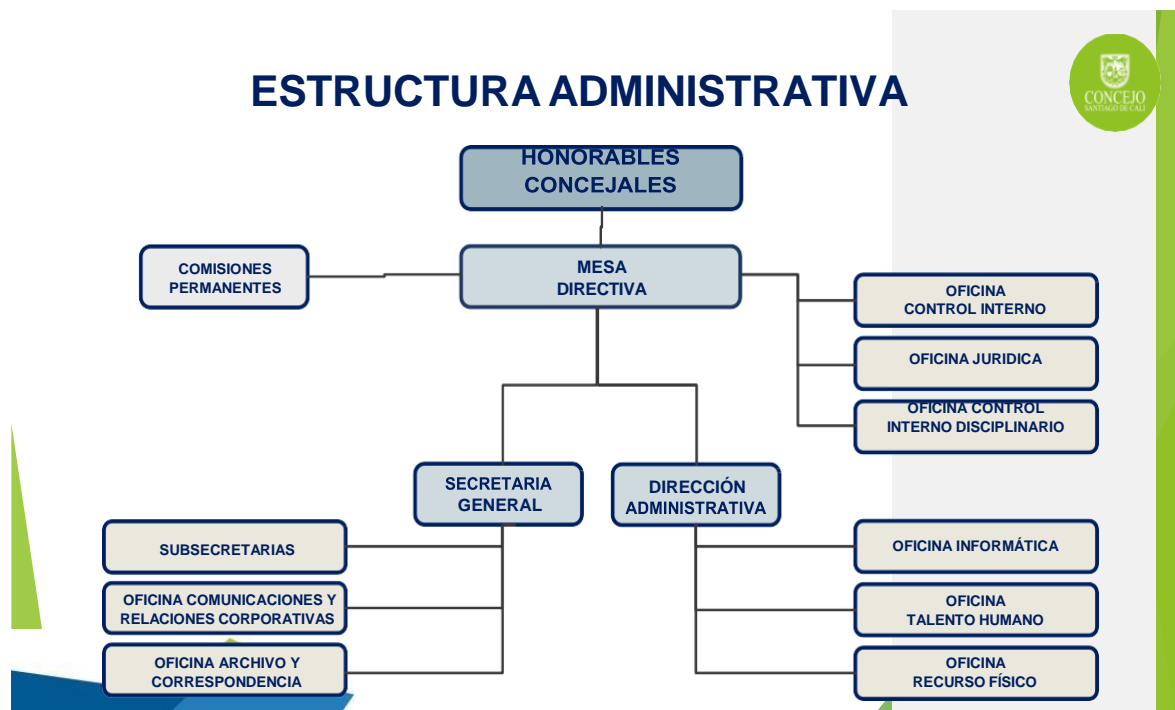 ESTRUCTURA ADMINISTRATIVA
CONCEJO
SANTIAGO DE CALI
HONORABLES
CONCEJALES
COMISIONES
PERMANENTES
MESA
DIRECTIVA
OFICINA
CONTROL INTERNO
OFICINA JURIDICA
OFICINA CONTROL
INTERNO DISCIPLINARIO
SECRETARIA
GENERAL
DIRECCIÓN
ADMINISTRATIVA
SUBSECRETARIAS
OFICINA COMUNICACIONES Y
RELACIONES CORPORATIVAS
OFICINA ARCHIVO Y
CORRESPONDENCIA
OFICINA INFORMÁTICA
OFICINA
TALENTO HUMANO
OFICINA
RECURSO FÍSICO